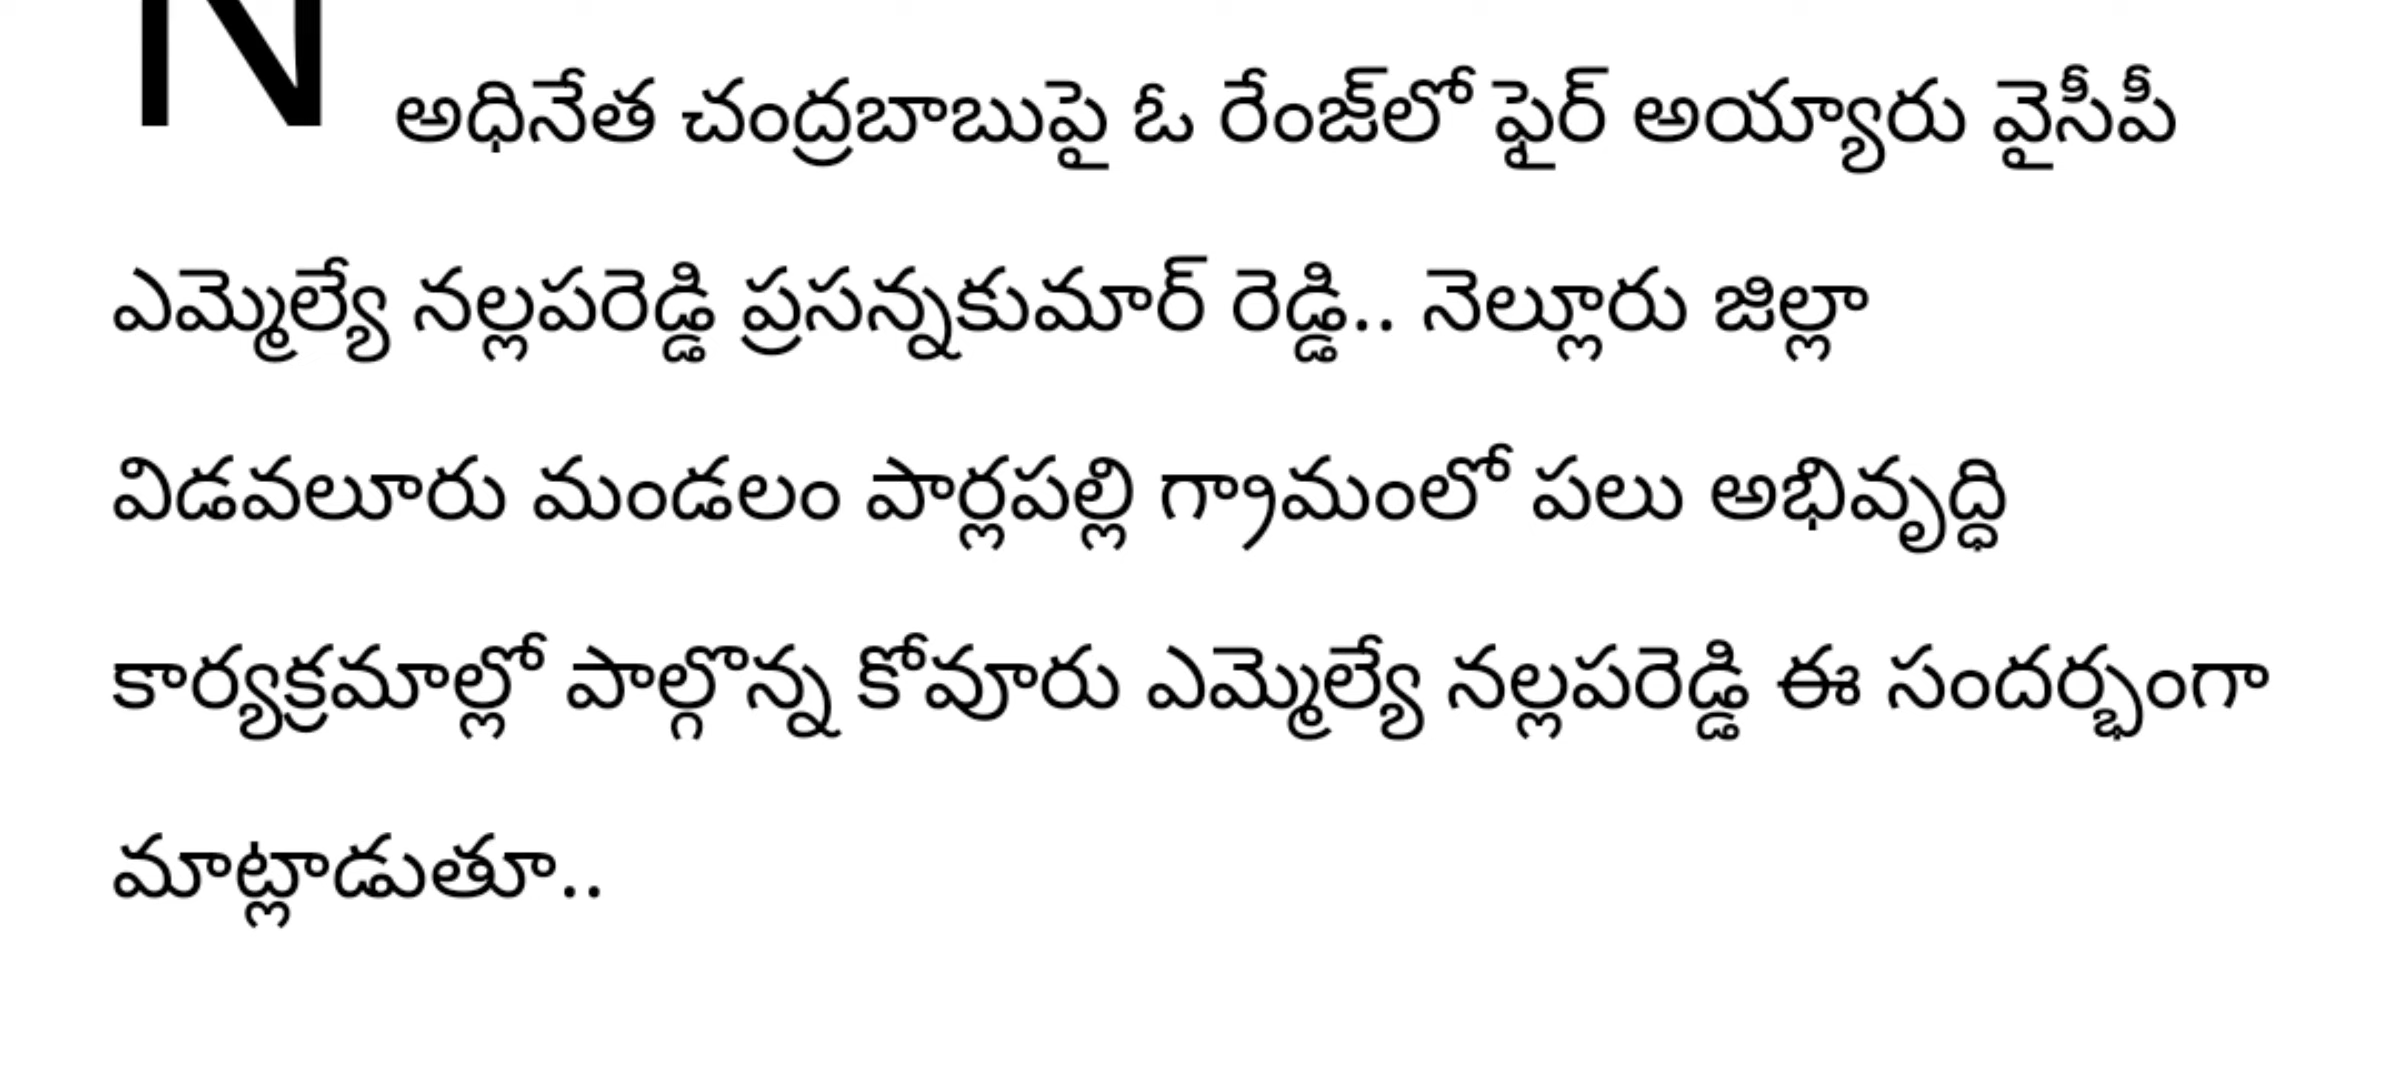 N అధినేత చంద్రబాబుపై ఓ రేంజ్‌లో ఫైర్ అయ్యారు వైసీపీ
ఎమ్మెల్యే నల్లపరెడ్డి ప్రసన్నకుమార్ రెడ్డి.. నెల్లూరు జిల్లా
విడవలూరు మండలం పార్లపల్లి గ్రామంలో పలు అభివృద్ధి
కార్యక్రమాల్లో పాల్గొన్న కోవూరు ఎమ్మెల్యే నల్లపరెడ్డి ఈ సందర్భంగా
మాట్లాడుతూ..